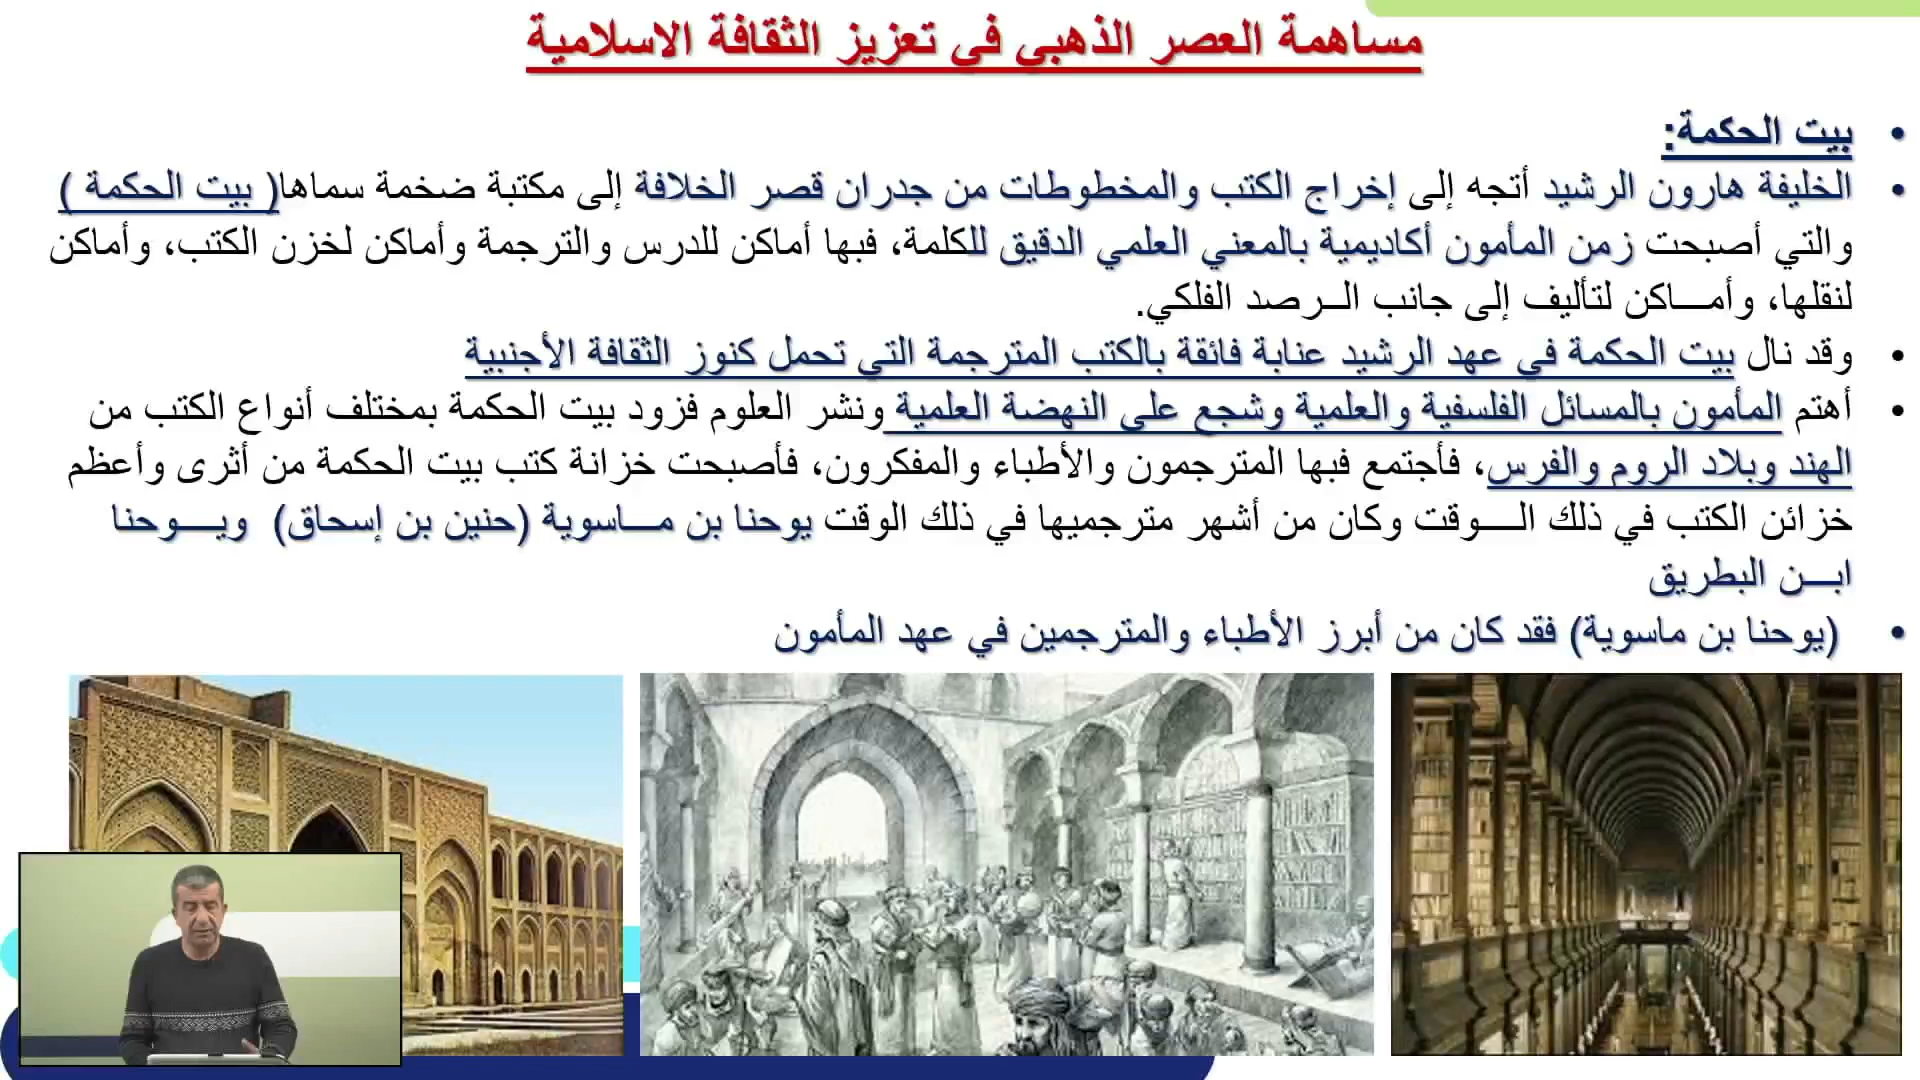 مساهمة العصر الذهبي في تعزيز الثقافة الاسلامية
• بيت الحكمة:
• الخليفة هارون الرشيد أتجه إلى إخراج الكتب والمخطوطات من جدران قصر الخلافة إلى مكتبة ضخمة سماها( بيت الحكمة )
والتي أصبحت زمن المأمون أكاديمية بالمعني العلمي الدقيق للكلمة، فبها أماكن للدرس والترجمة وأماكن لخزن الكتب، وأماكن
لنقلها، وأمـــاكن لتأليف إلى جانب الــرصد الفلكي.
• وقد نال بيت الحكمة في عهد الرشيد عنابة فائقة بالكتب المترجمة التي تحمل كنوز الثقافة الأجنبية
• أهتم المأمون بالمسائل الفلسفية والعلمية وشجع على النهضة العلمية ونشر العلوم فزود بيت الحكمة بمختلف أنواع الكتب من
الهند وبلاد الروم والفرس، فأجتمع فبها المترجمون والأطباء والمفكرون، فأصبحت خزانة كتب بيت الحكمة من أثرى وأعظم
خزائن الكتب في ذلك الـــوقت وكان من أشهر مترجميها في ذلك الوقت يوحنا بن مـــاسوية (حنين بن إسحاق) ويـــوحنا
ابـــن البطريق
• (يوحنا بن ماسوية) فقد كان من أبرز الأطباء والمترجمين في عهد المأمون